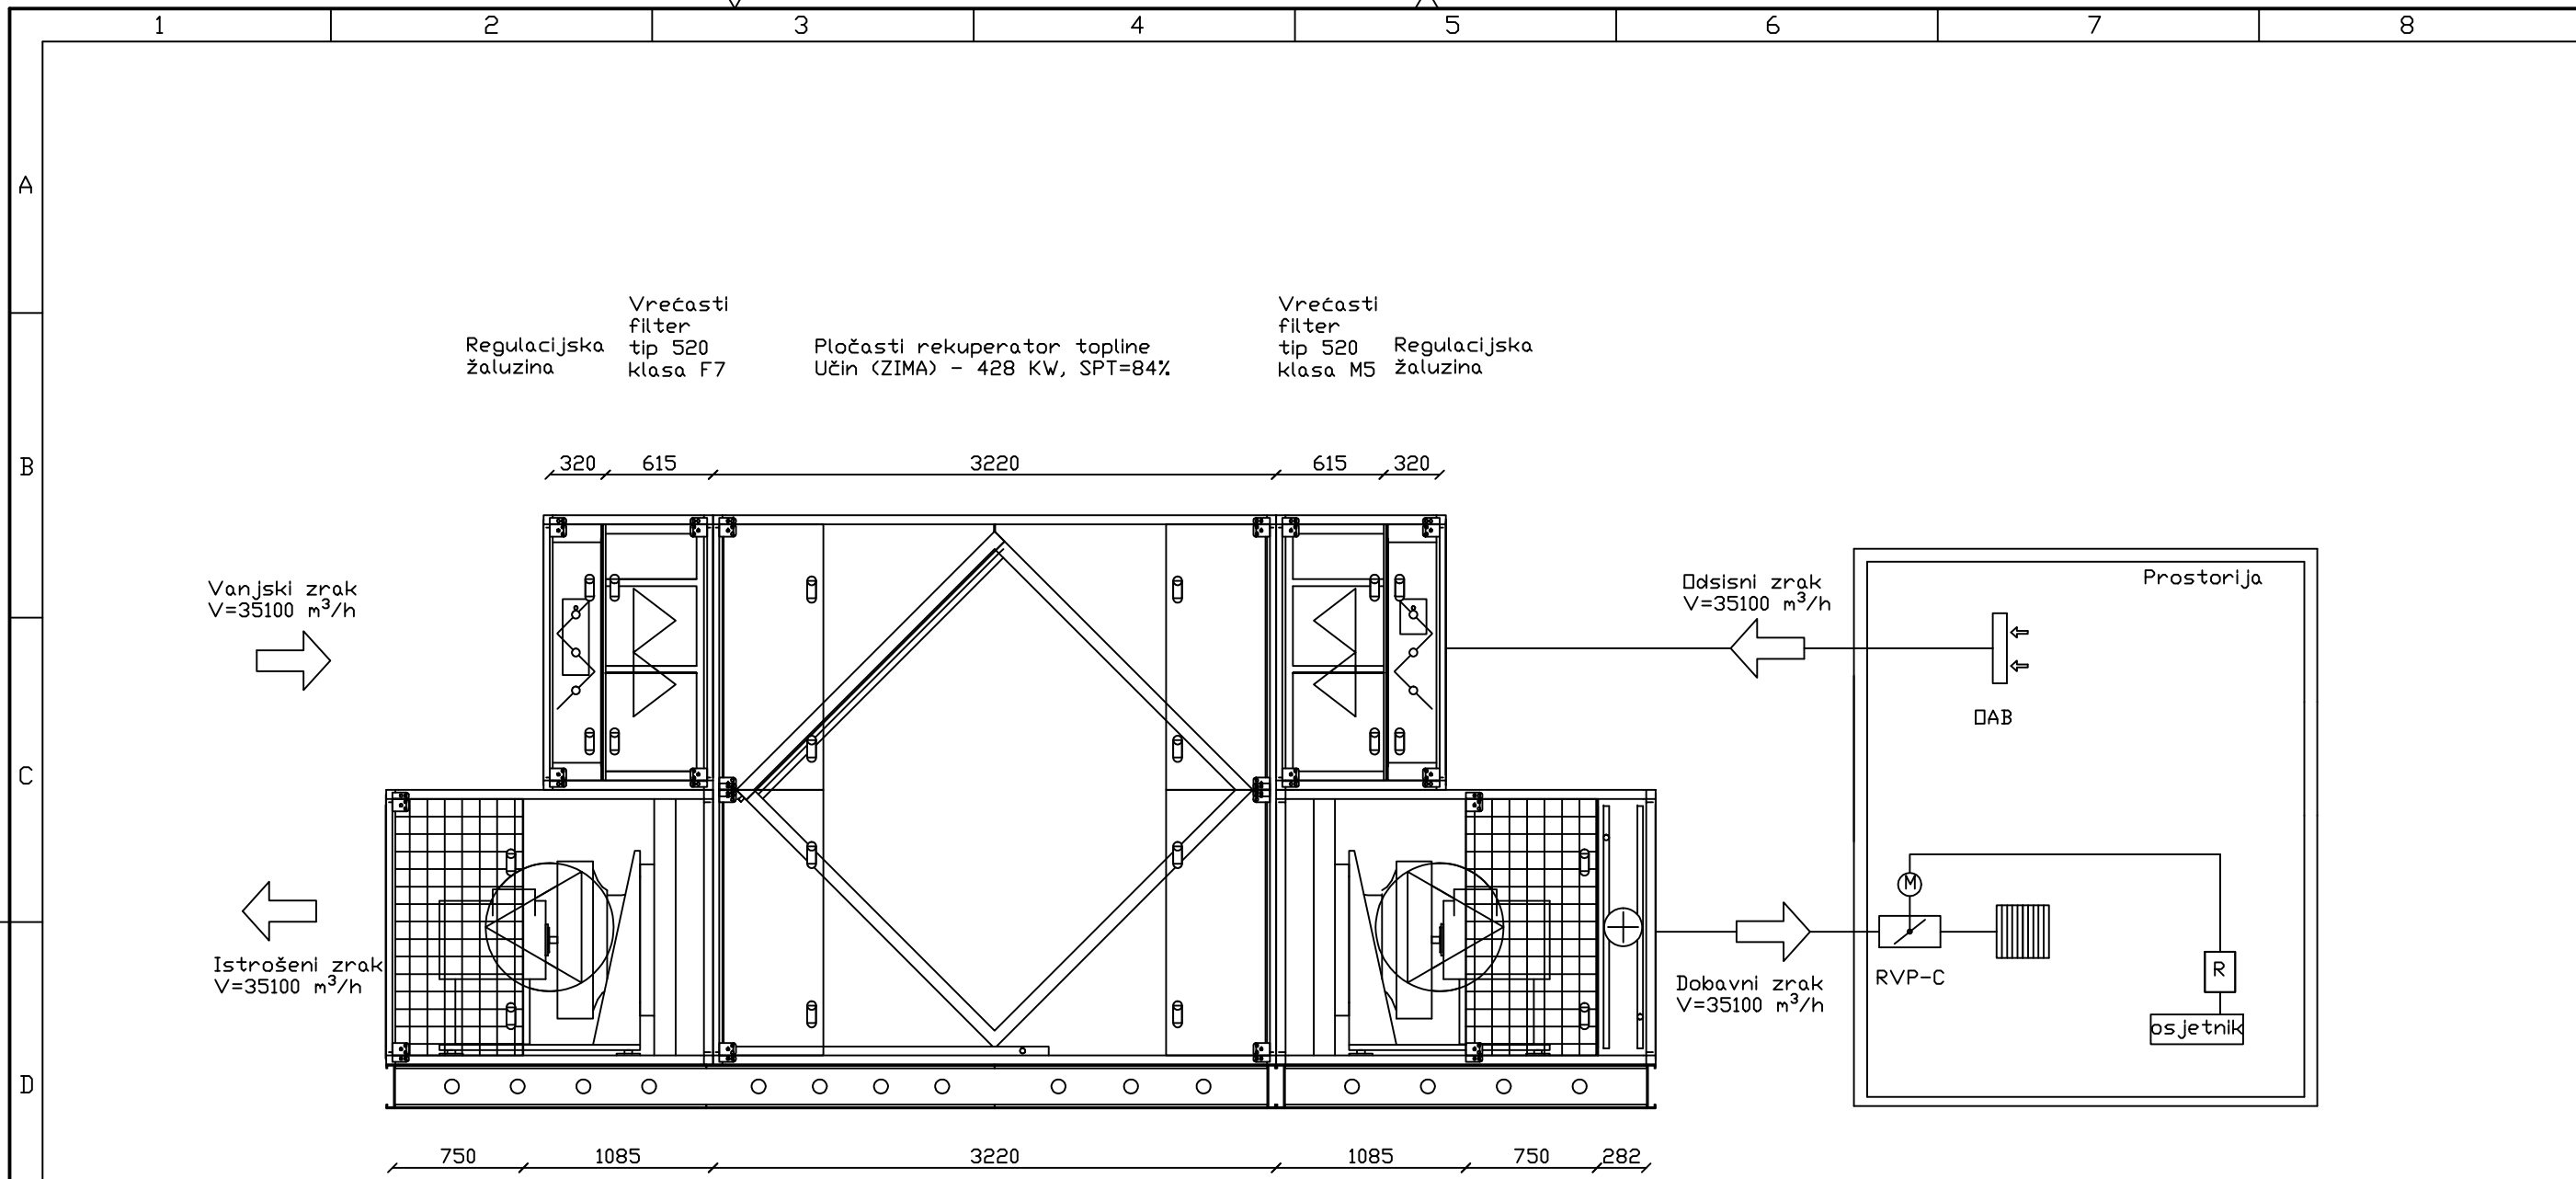 1 2 3 4 5 6 7 8
A
B
C
D
Regulacijska
žaluzina
Vrećasti
filter
tip 520
klasa F7
Pločasti rekuperator topline
Učin (ZIMA) - 428 KW, SPT=84%
Vrećasti
filter
tip 520
klasa M5
Regulacijska
žaluzina
320 615 3220 615 320
Vanjski zrak
V=35100 m³/h
Odsisni zrak
V=35100 m³/h
Prostorija
OAB
M
Istrošeni zrak
V=35100 m³/h
Dobavni zrak
V=35100 m³/h
RVP-C
R
osjetnik
750 1085 3220 1085 750 282